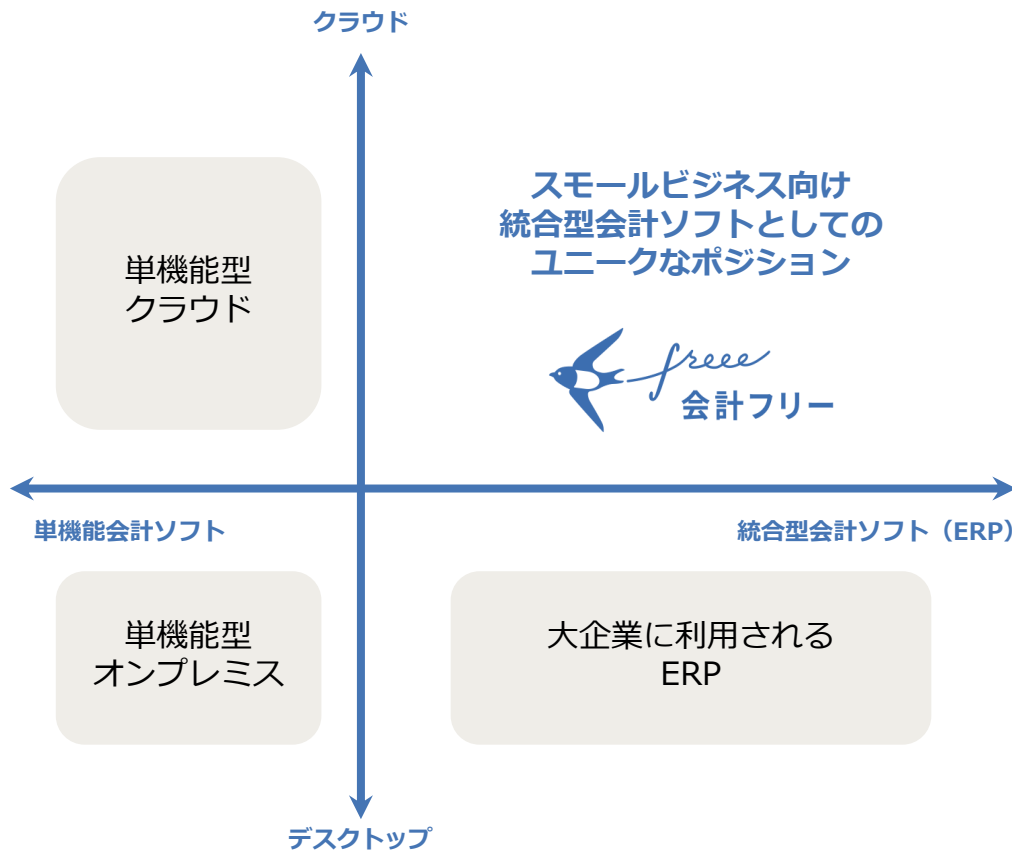 クラウド
単機能型
クラウド
スモールビジネス向け
統合型会計ソフトとしての
ユニークなポジション
freee
会計フリー
単機能会計ソフト
統合型会計ソフト（ERP）
単機能型
オンプレミス
大企業に利用される
ERP
デスクトップ